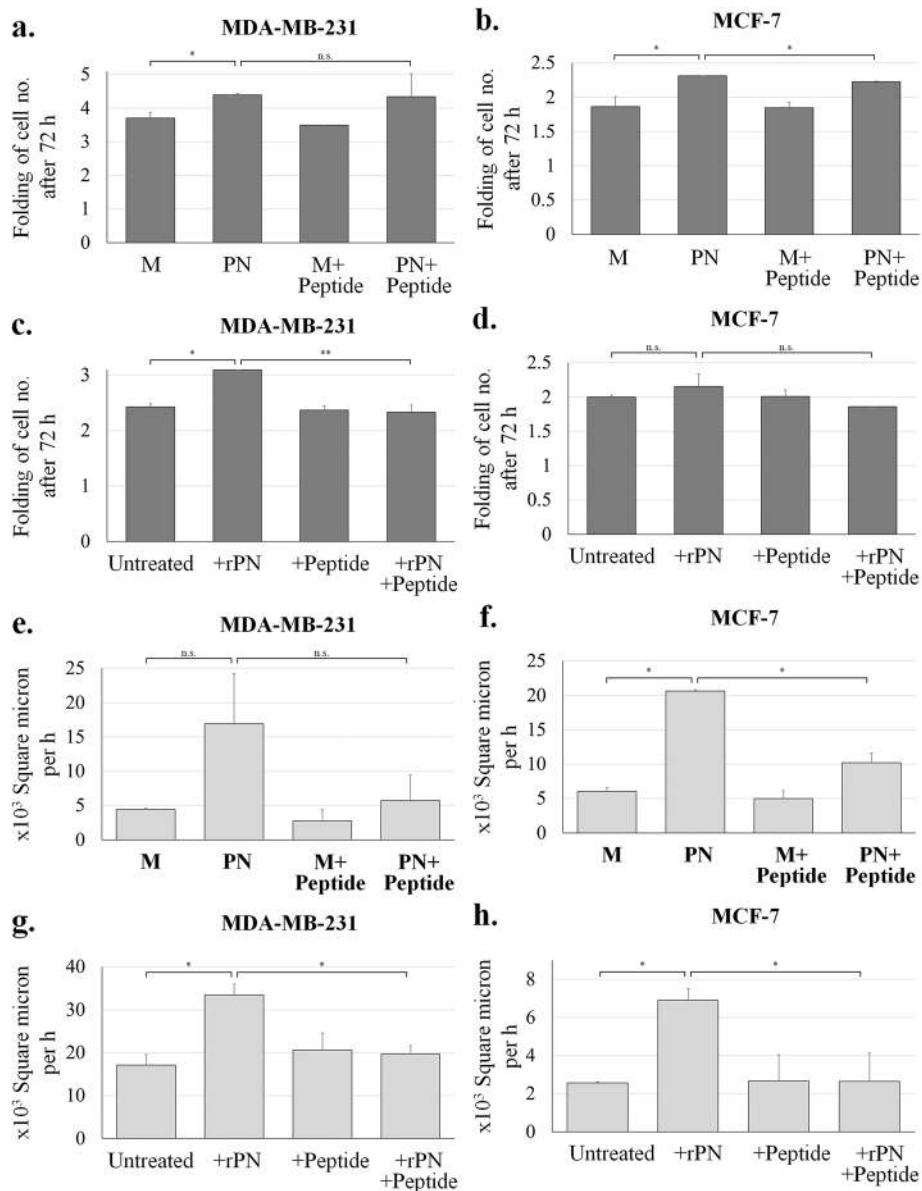 a.
MDA-MB-231
*
n.s.
Folding of cell no.
after 72 h
5
4
3
2
1
0
M
PN
M+
Peptide
PN+
Peptide
b.
MCF-7
*
*
Folding of cell no.
after 72 h
2.5
2
1.5
1
0.5
0
M
PN
M+
Peptide
PN+
Peptide
c.
MDA-MB-231
*
**
Folding of cell no.
after 72 h
3
2
1
0
Untreated
+rPN
+Peptide
+rPN
+Peptide
d.
MCF-7
n.s.
n.s.
Folding of cell no.
after 72 h
2.5
2
1.5
1
0.5
0
Untreated
+rPN
+Peptide
+rPN
+Peptide
e.
MDA-MB-231
n.s.
n.s.
x10³ Square micron
per h
25
20
15
10
5
0
M
PN
M+
Peptide
PN+
Peptide
f.
MCF-7
*
*
x10³ Square micron
per h
25
20
15
10
5
0
M
PN
M+
Peptide
PN+
Peptide
g.
MDA-MB-231
*
*
x10³ Square micron
per h
40
30
20
10
0
Untreated
+rPN
+Peptide
+rPN
+Peptide
h.
MCF-7
*
*
x10³ Square micron
per h
8
6
4
2
0
Untreated
+rPN
+Peptide
+rPN
+Peptide